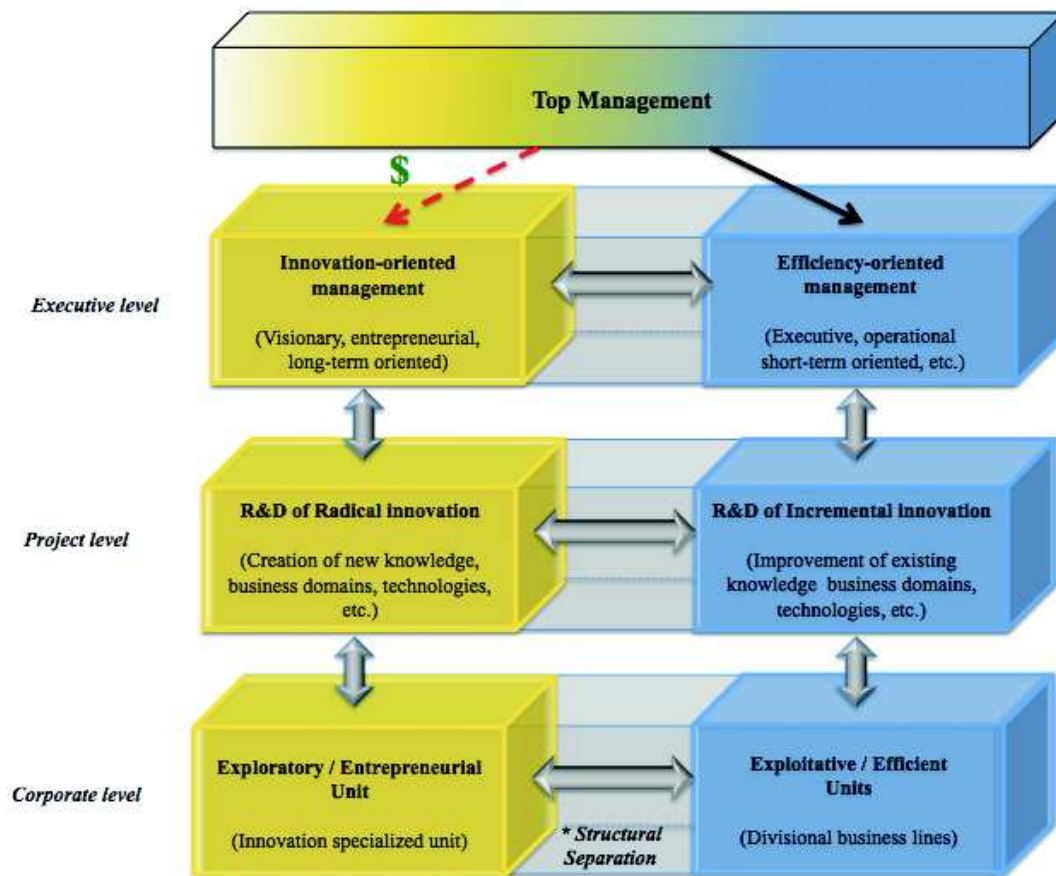 Top Management
$
Innovation-oriented
management
(Visionary, entrepreneurial,
long-term oriented)
Efficiency-oriented
management
(Executive, operational
short-term oriented, etc.)
Executive level
R&D of Radical innovation
(Creation of new knowledge,
business domains, technologies,
etc.)
R&D of Incremental innovation
(Improvement of existing
knowledge business domains,
technologies, etc.)
Project level
Exploratory / Entrepreneurial
Unit
(Innovation specialized unit)
Exploitative / Efficient
Units
(Divisional business lines)
Corporate level
* Structural
Separation